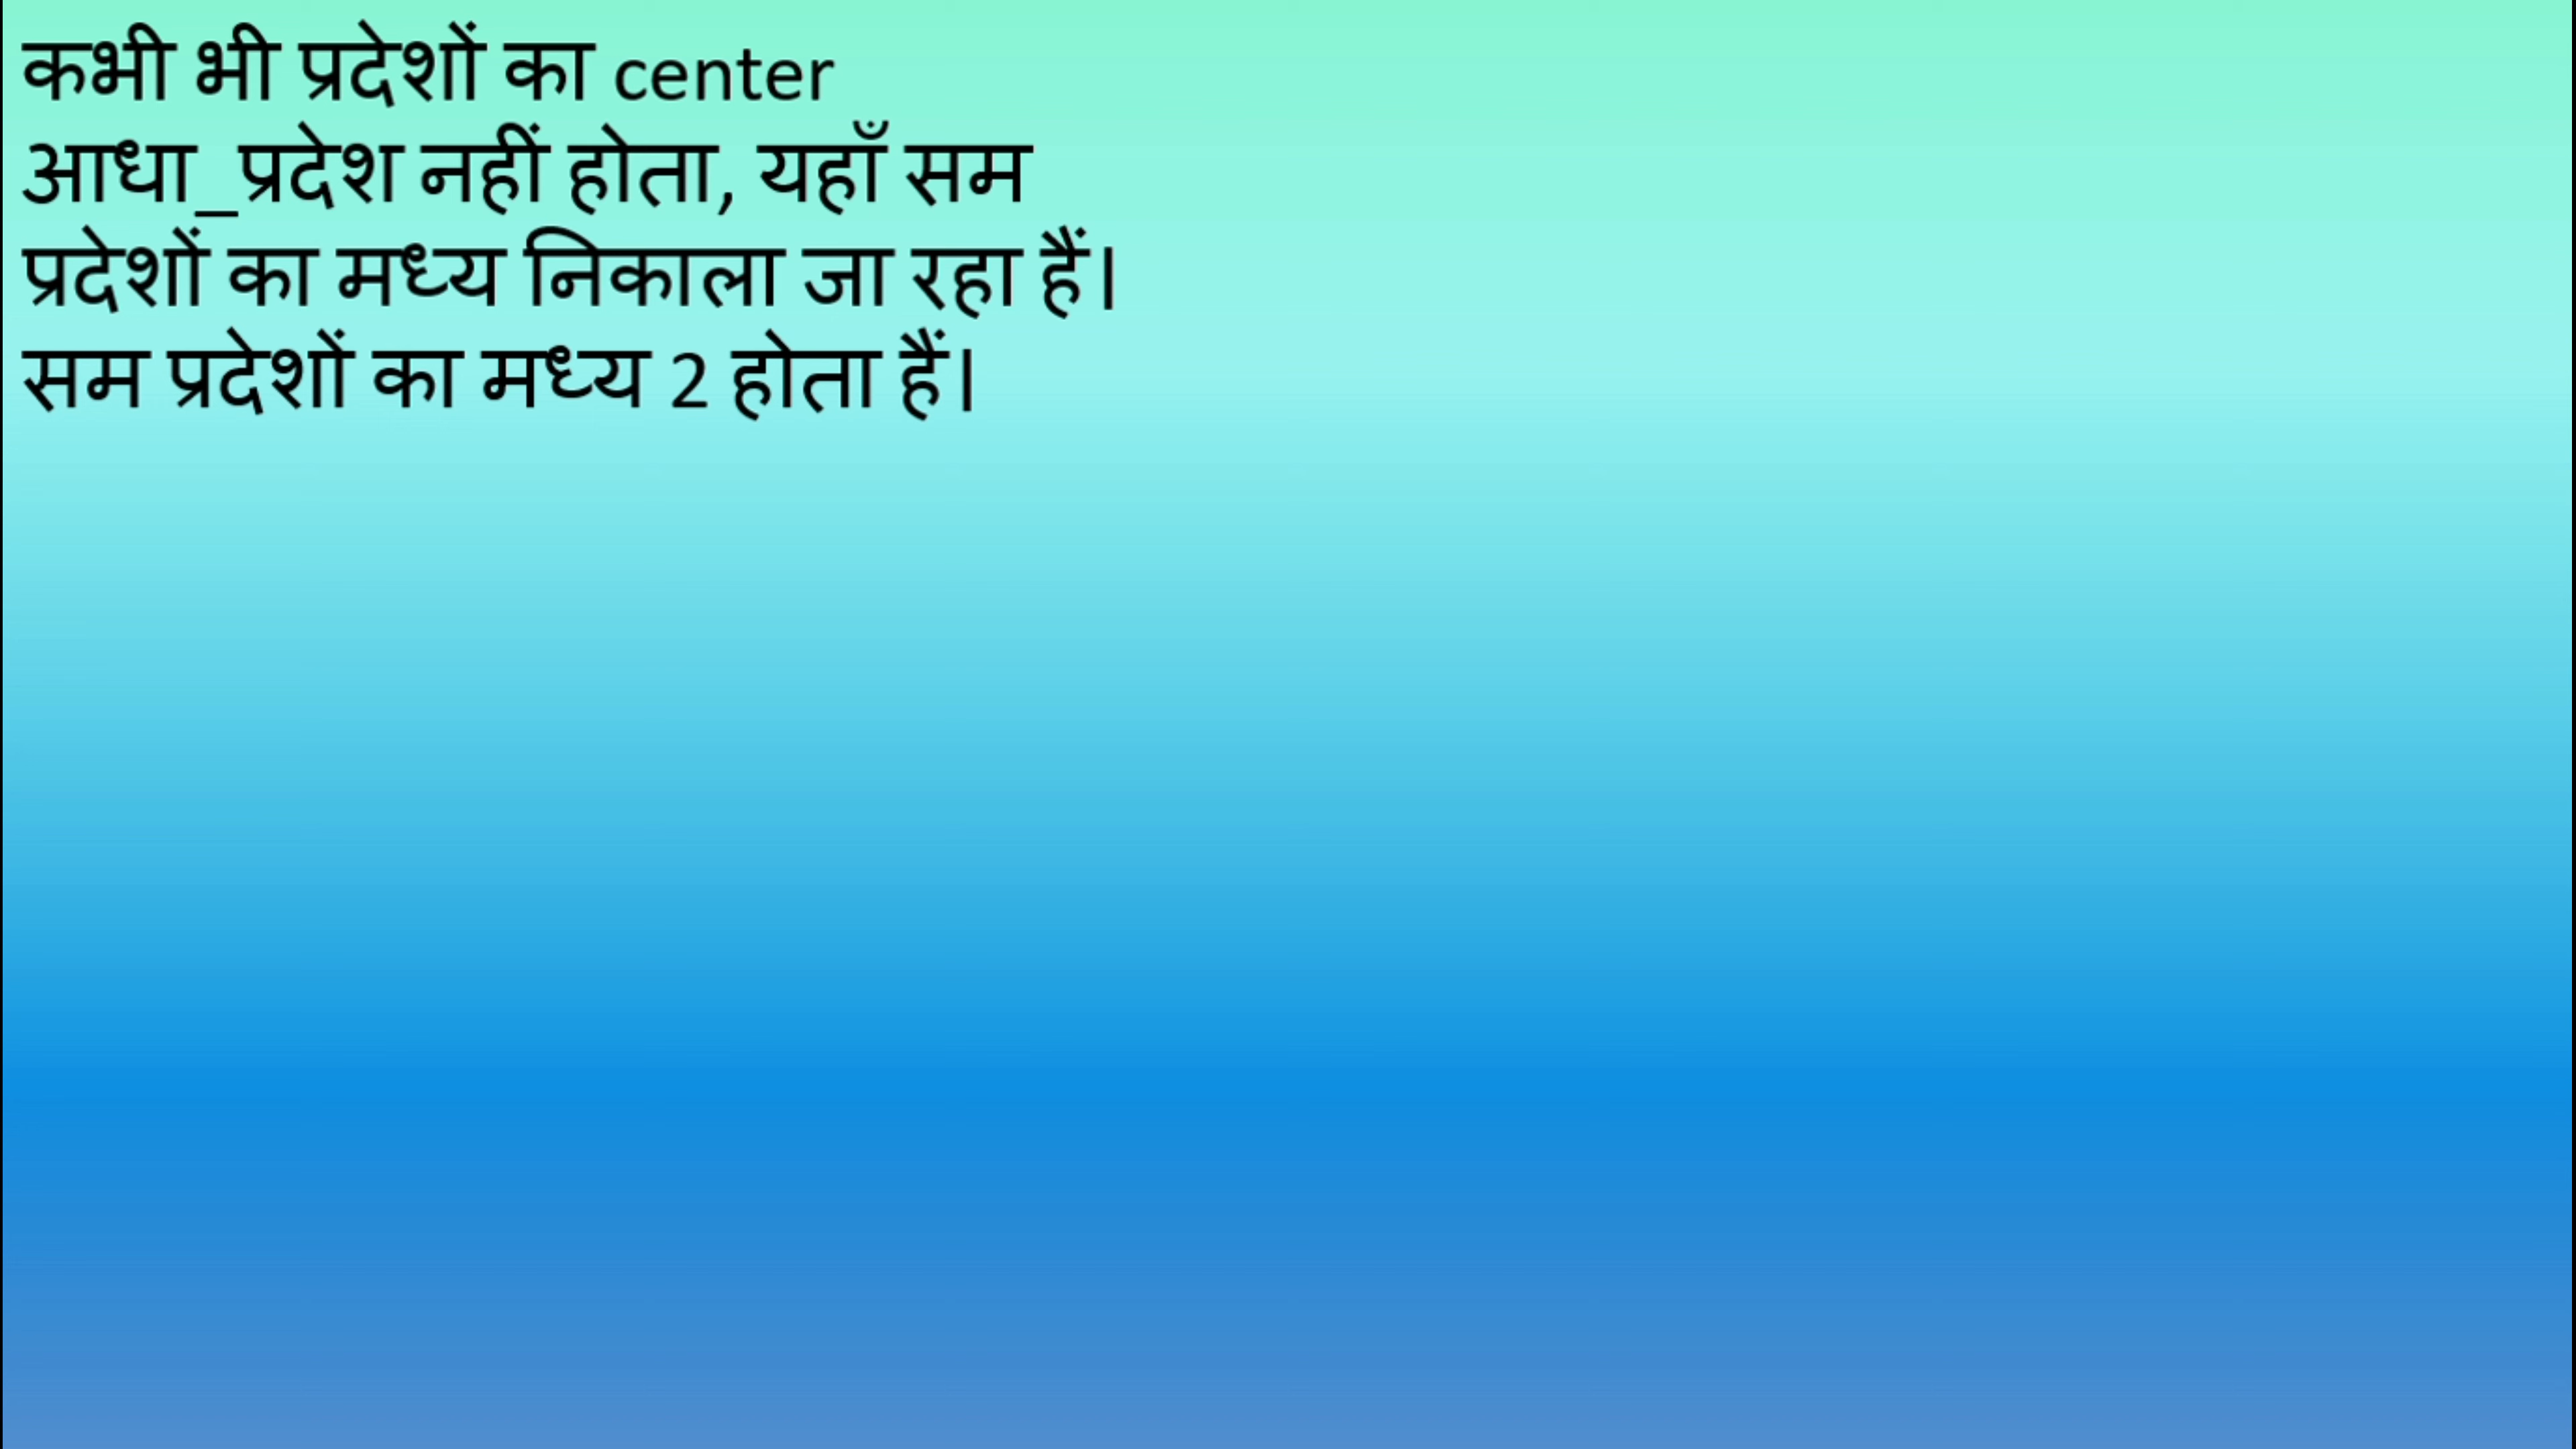 कभी भी प्रदेशों का center
आधा_प्रदेश नहीं होता, यहाँ सम
प्रदेशों का मध्य निकाला जा रहा हैं।
सम प्रदेशों का मध्य 2 होता हैं।